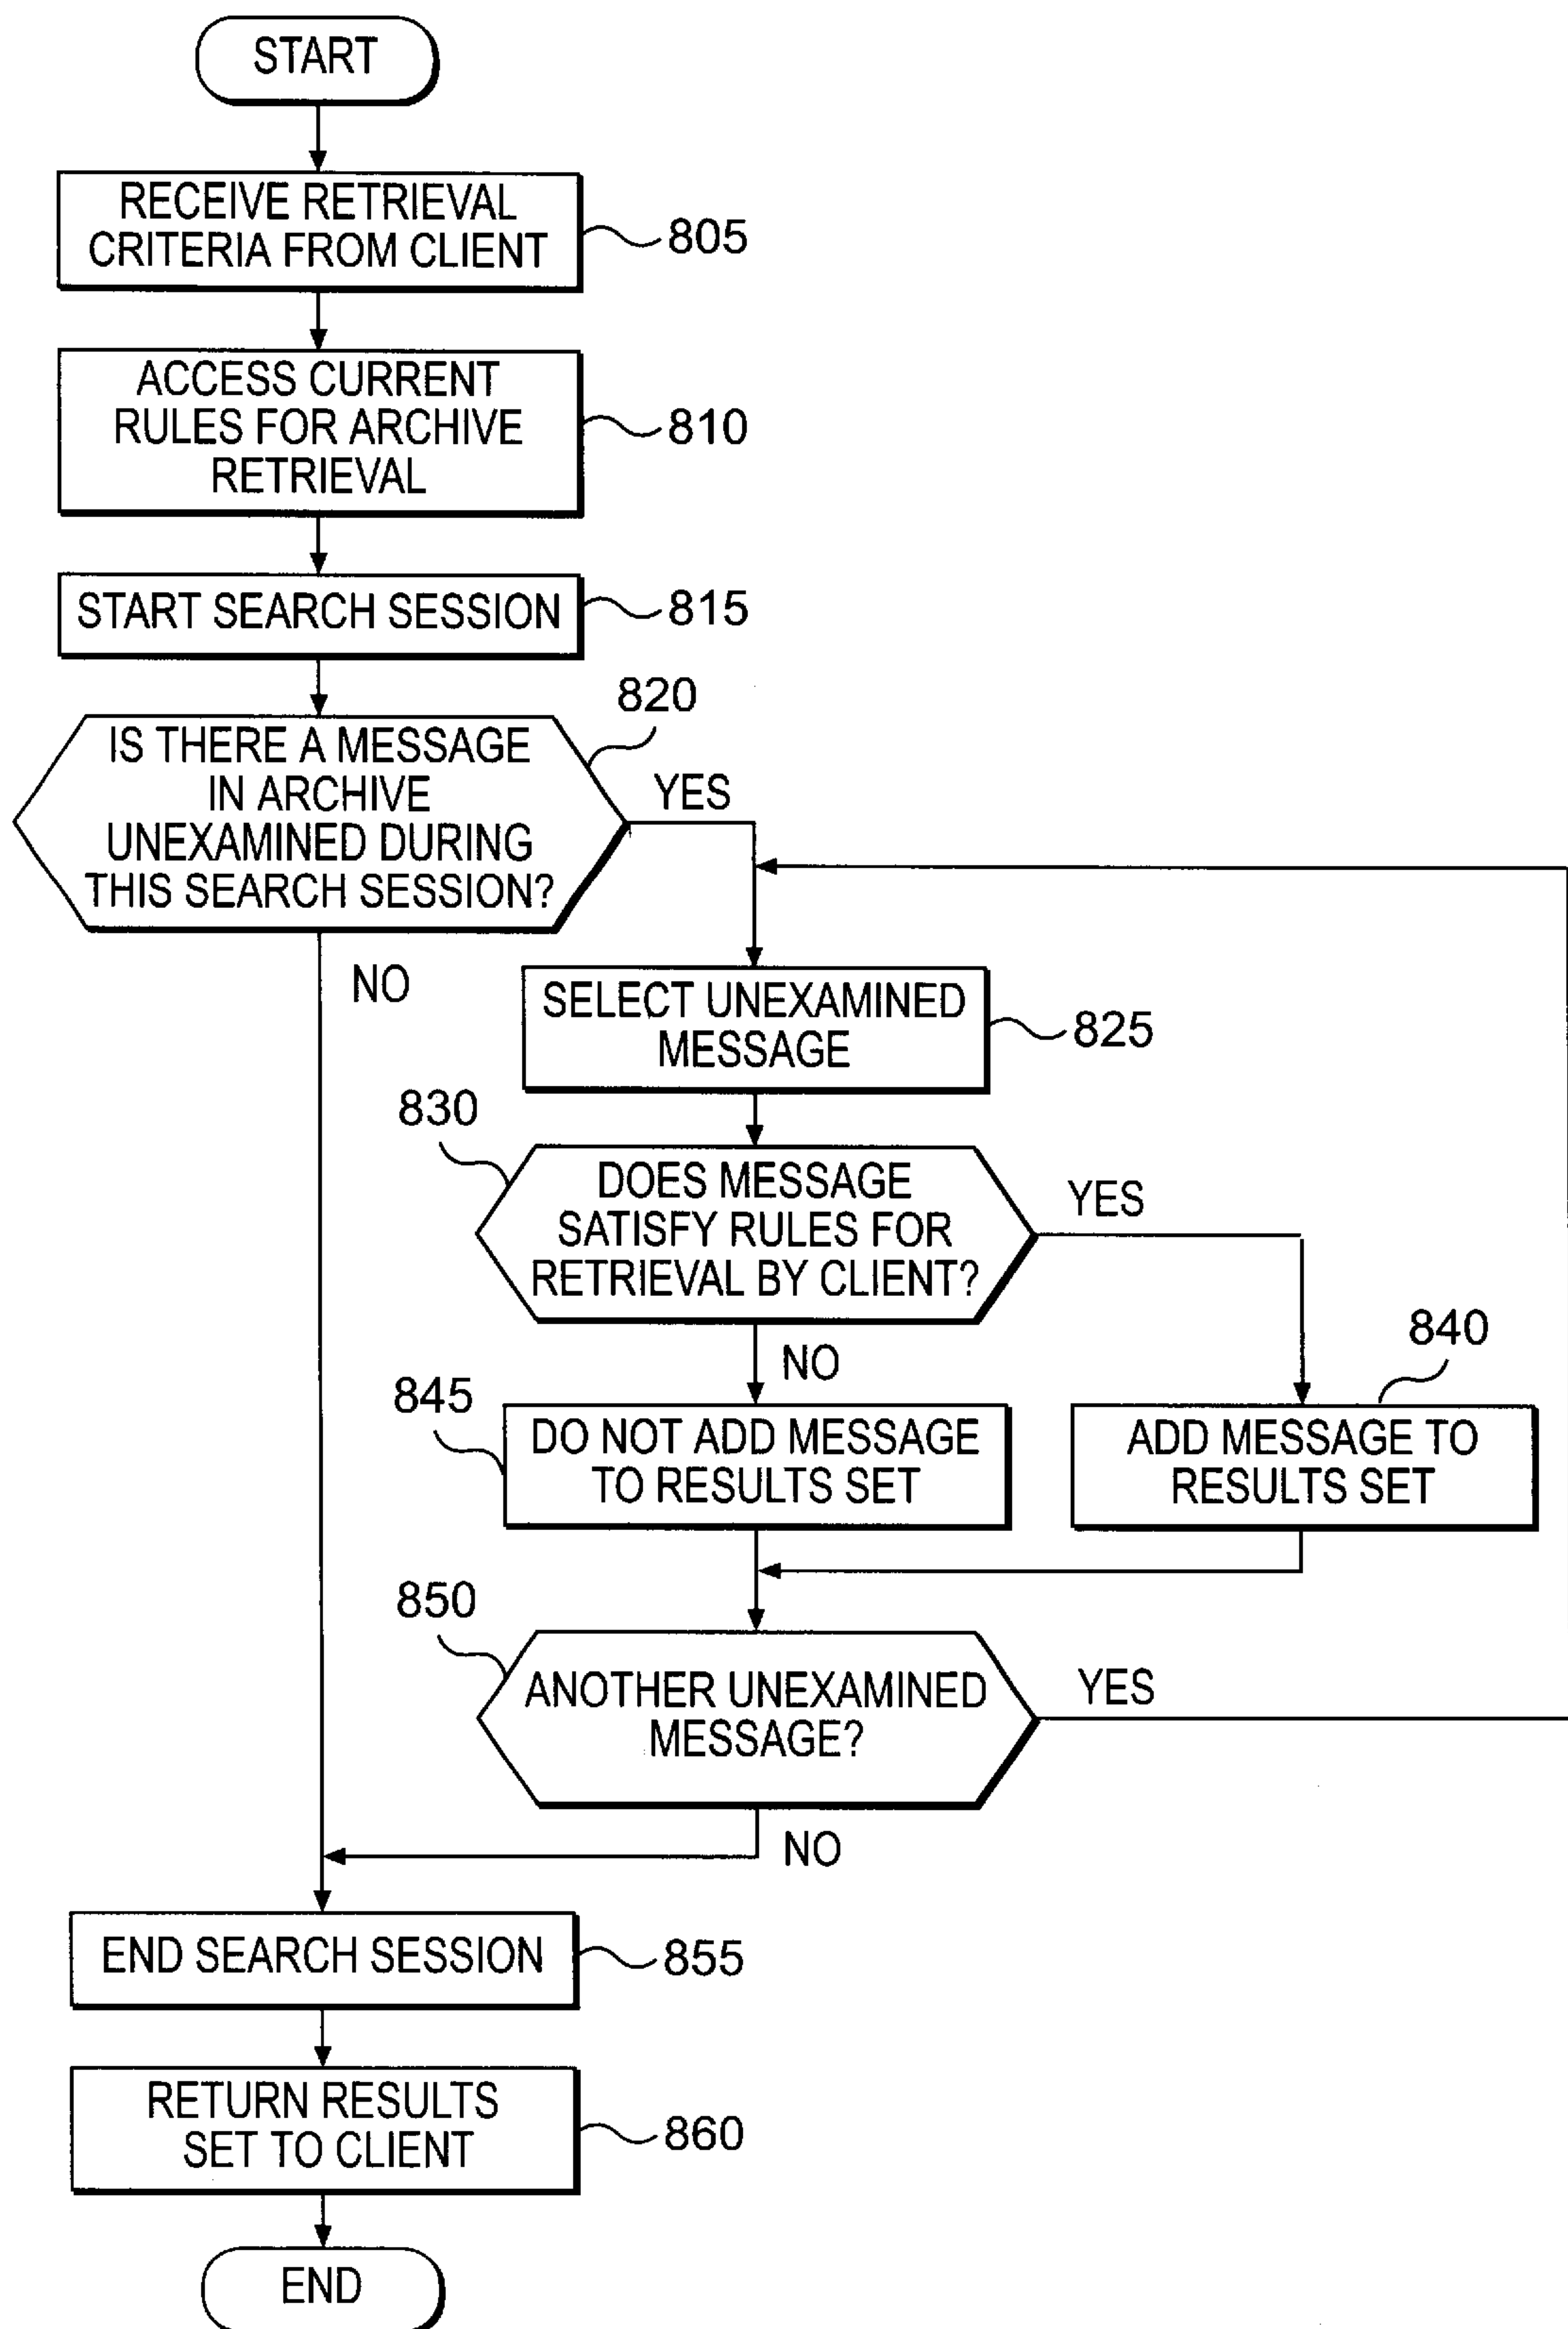 START
RECEIVE RETRIEVAL
CRITERIA FROM CLIENT
805
ACCESS CURRENT
RULES FOR ARCHIVE
RETRIEVAL
810
START SEARCH SESSION
815
820
IS THERE A MESSAGE
IN ARCHIVE
UNEXAMINED DURING
THIS SEARCH SESSION?
YES
NO
SELECT UNEXAMINED
MESSAGE
825
830
DOES MESSAGE
SATISFY RULES FOR
RETRIEVAL BY CLIENT?
YES
NO
840
845
DO NOT ADD MESSAGE
TO RESULTS SET
ADD MESSAGE TO
RESULTS SET
850
ANOTHER UNEXAMINED
MESSAGE?
YES
NO
END SEARCH SESSION
855
RETURN RESULTS
SET TO CLIENT
860
END